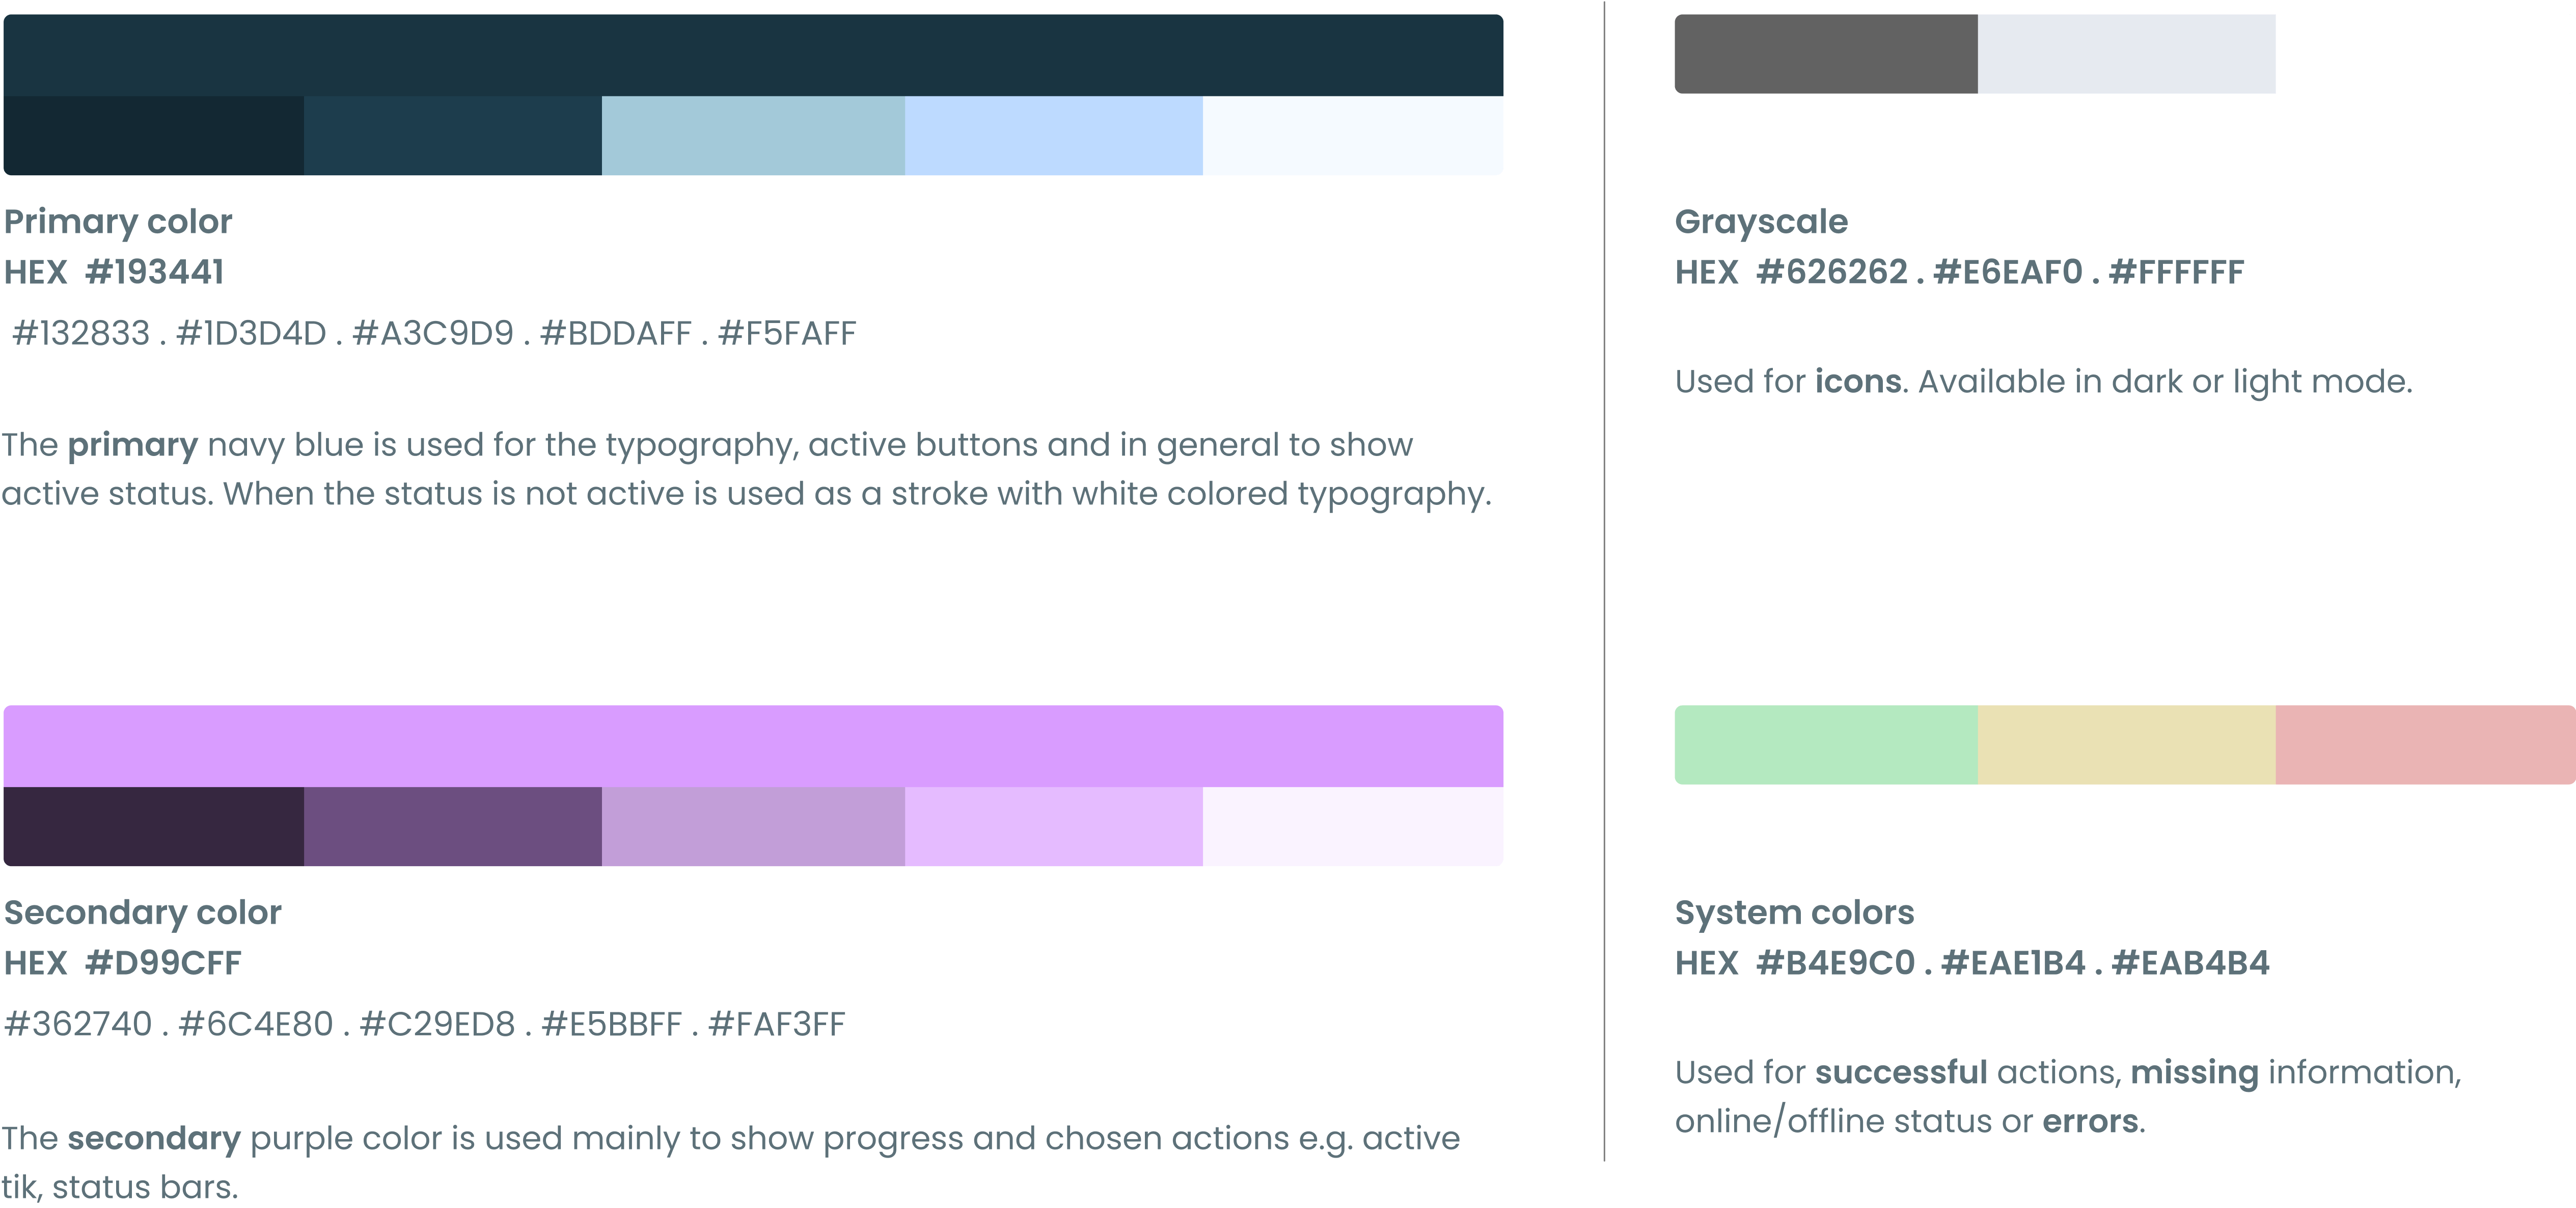 Primary color
HEX #193441
#132833 . #1D3D4D . #A3C9D9 . #BDDAFF . #F5FAFF
The primary navy blue is used for the typography, active buttons and in general to show
active status. When the status is not active is used as a stroke with white colored typography.
Secondary color
HEX #D99CFF
#362740 . #6C4E80 . #C29ED8 . #E5BBFF . #FAF3FF
The secondary purple color is used mainly to show progress and chosen actions e.g. active
tik, status bars.
Grayscale
HEX #626262 . #E6EAF0 . #FFFFFF
Used for icons. Available in dark or light mode.
System colors
HEX #B4E9C0 . #EAE1B4 . #EAB4B4
Used for successful actions, missing information,
online/offline status or errors.